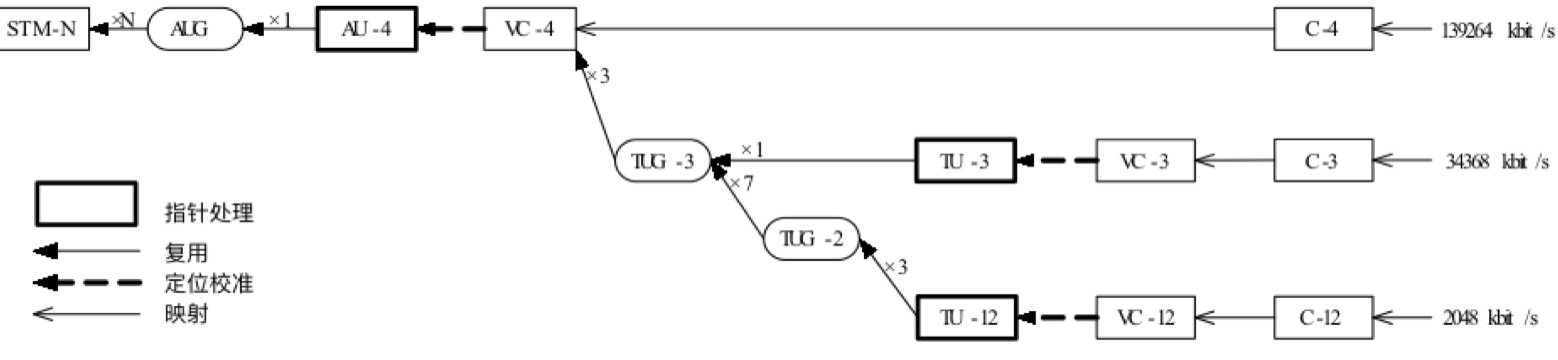 STM-N ×N AUG ×1 AU-4 VC-4 C-4 139264 kbit/s
×3
TUG-3 ×1 TU-3 VC-3 C-3 34368 kbit/s
×7
指针处理
TUG-2
复用
×3
定位校准
映射 TU-12 VC-12 C-12 2048 kbit/s